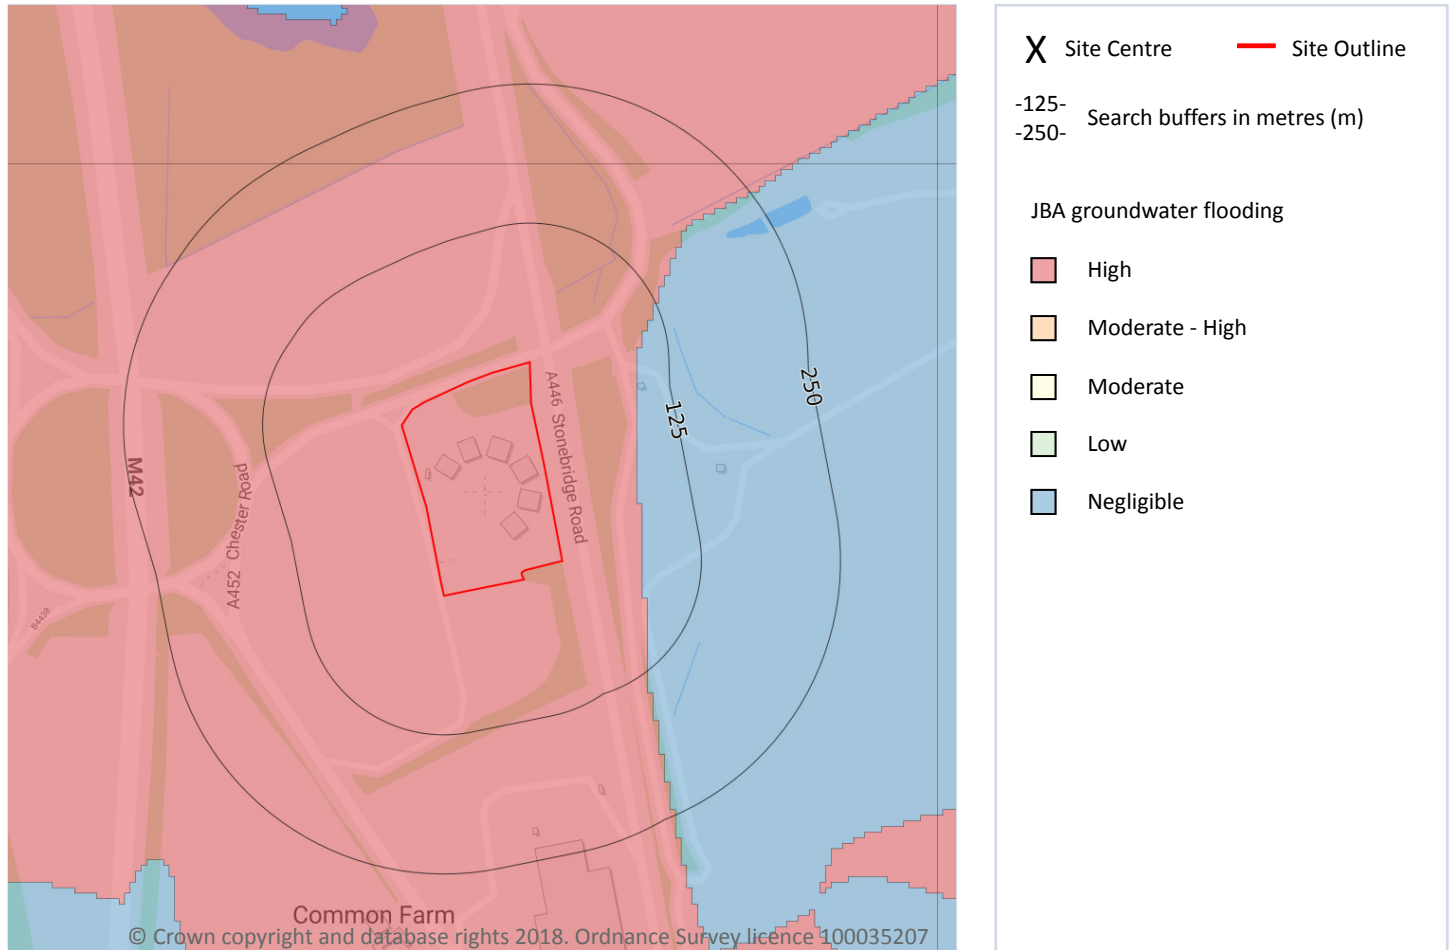 X Site Centre
Site Outline
-125-
-250-
Search buffers in metres (m)
JBA groundwater flooding
High
Moderate - High
Moderate
Low
Negligible
250
125
A446 Stonebridge Road
M42
A452 Chester Road
B4438
Common Farm
© Crown copyright and database rights 2018. Ordnance Survey licence 100035207